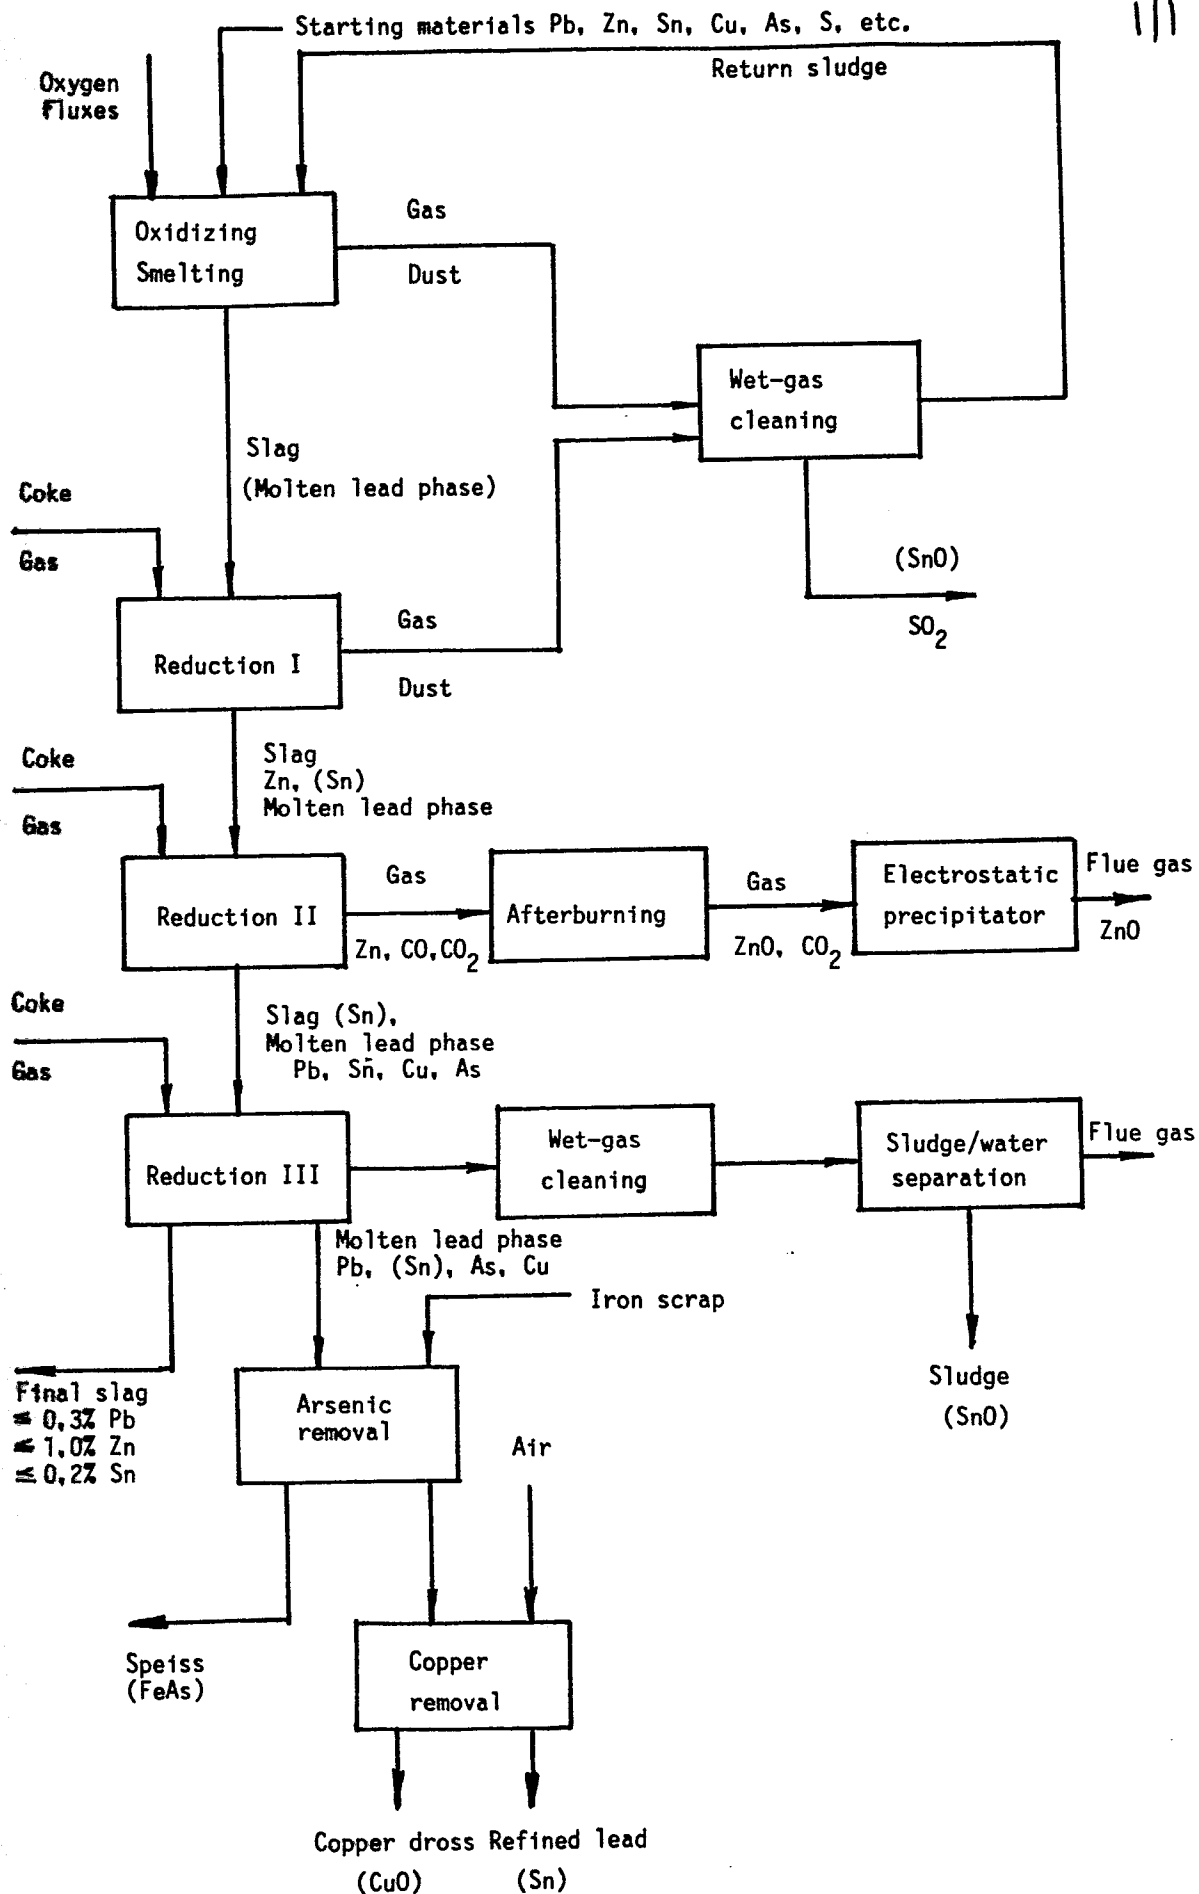 1/1
Starting materials Pb, Zn, Sn, Cu, As, S, etc.
Return sludge
Oxygen
Fluxes
Oxidizing
Smelting
Gas
Dust
Wet-gas
cleaning
Slag
(Molten lead phase)
Coke
Gas
(SnO)
SO2
Reduction I
Gas
Dust
Slag
Zn, (Sn)
Molten lead phase
Coke
Gas
Reduction II
Gas
Zn, CO,CO2
Afterburning
Gas
ZnO, CO2
Electrostatic
precipitator
Flue gas
ZnO
Slag (Sn),
Molten lead phase
Pb, Sn, Cu, As
Coke
Gas
Reduction III
Wet-gas
cleaning
Sludge/water
separation
Flue gas
Molten lead phase
Pb, (Sn), As, Cu
Iron scrap
Sludge
(SnO)
Final slag
≤ 0,3% Pb
≤ 1,0% Zn
≤ 0,2% Sn
Arsenic
removal
Air
Speiss
(FeAs)
Copper
removal
Copper dross
(CuO)
Refined lead
(Sn)